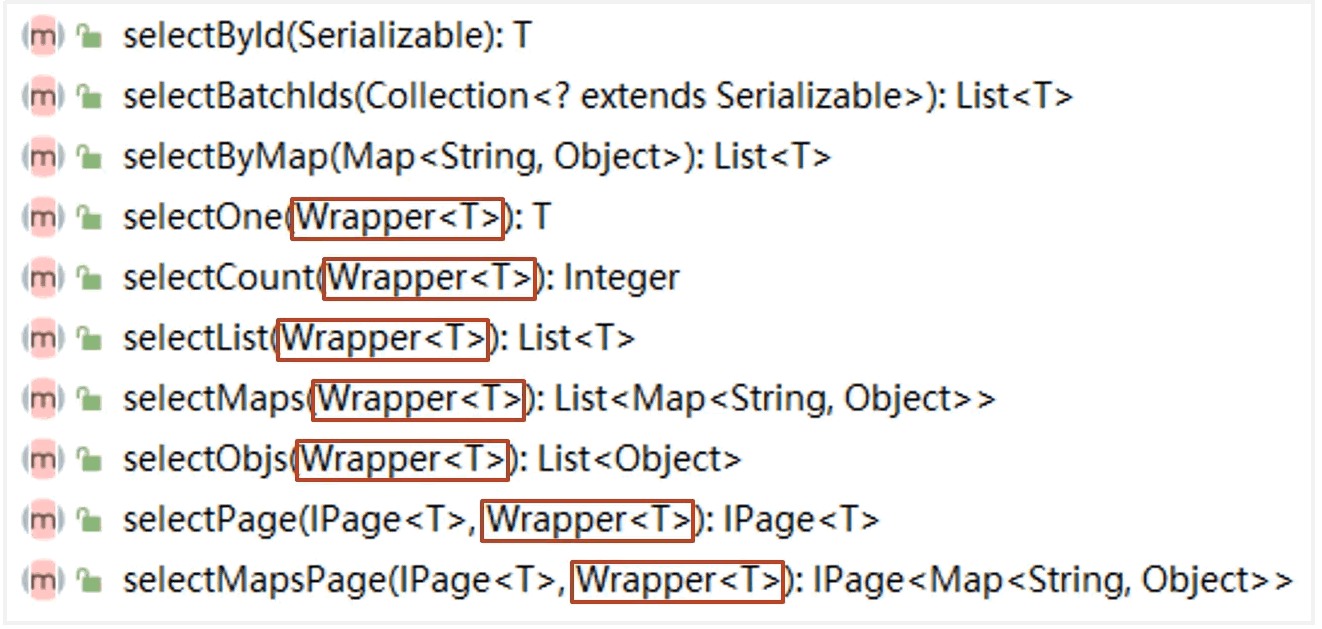 m selectById(Serializable): T
m selectBatchIds(Collection<? extends Serializable>): List<T>
m selectByMap(Map<String, Object>): List<T>
m selectOne(Wrapper<T>): T
m selectCount(Wrapper<T>): Integer
m selectList(Wrapper<T>): List<T>
m selectMaps(Wrapper<T>): List<Map<String, Object>>
m selectObjs(Wrapper<T>): List<Object>
m selectPage(IPage<T>, Wrapper<T>): IPage<T>
m selectMapsPage(IPage<T>, Wrapper<T>): IPage<Map<String, Object>>